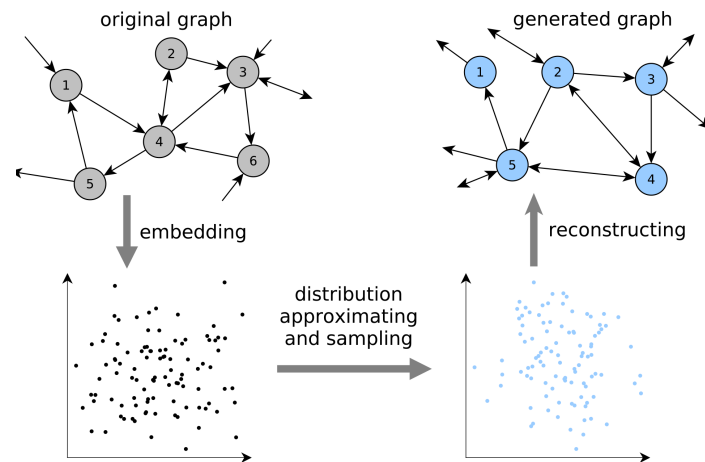 original graph
generated graph
1
2
3
4
5
6
1
2
3
4
5
embedding
reconstructing
distribution
approximating
and sampling